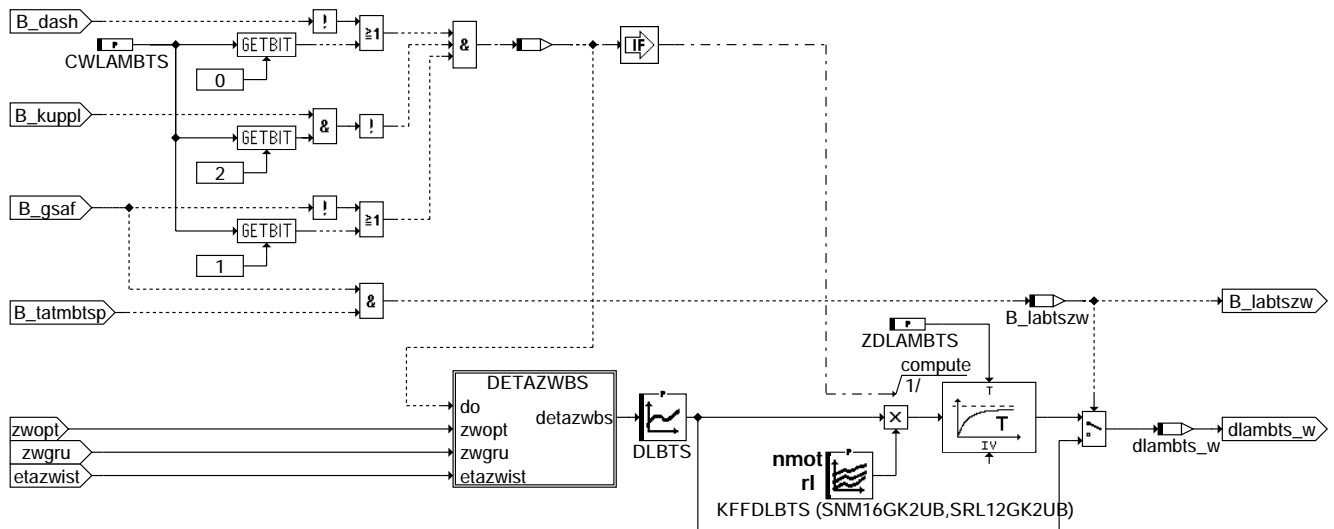 B_dash
!
≥1
P
CWLAMBTS
GETBIT
0
&
IF
B_kuppl
GETBIT
&
!
2
B_gsaf
!
≥1
GETBIT
1
B_tatmbtsp
&
B_labtszw
B_labtszw
P
ZDLAMBTS
compute
1/
DETAZWBS
do
zwopt
zwgru
etazwist
detazwbs
P
DLBTS
T
T
IV
zwopt
zwgru
etazwist
nmot
rl
P
KFFDLBTS (SNM16GK2UB,SRL12GK2UB)
dlambts_w
dlambts_w